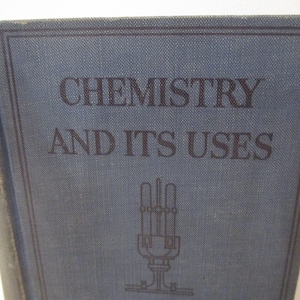 CHEMISTRY
AND ITS USES